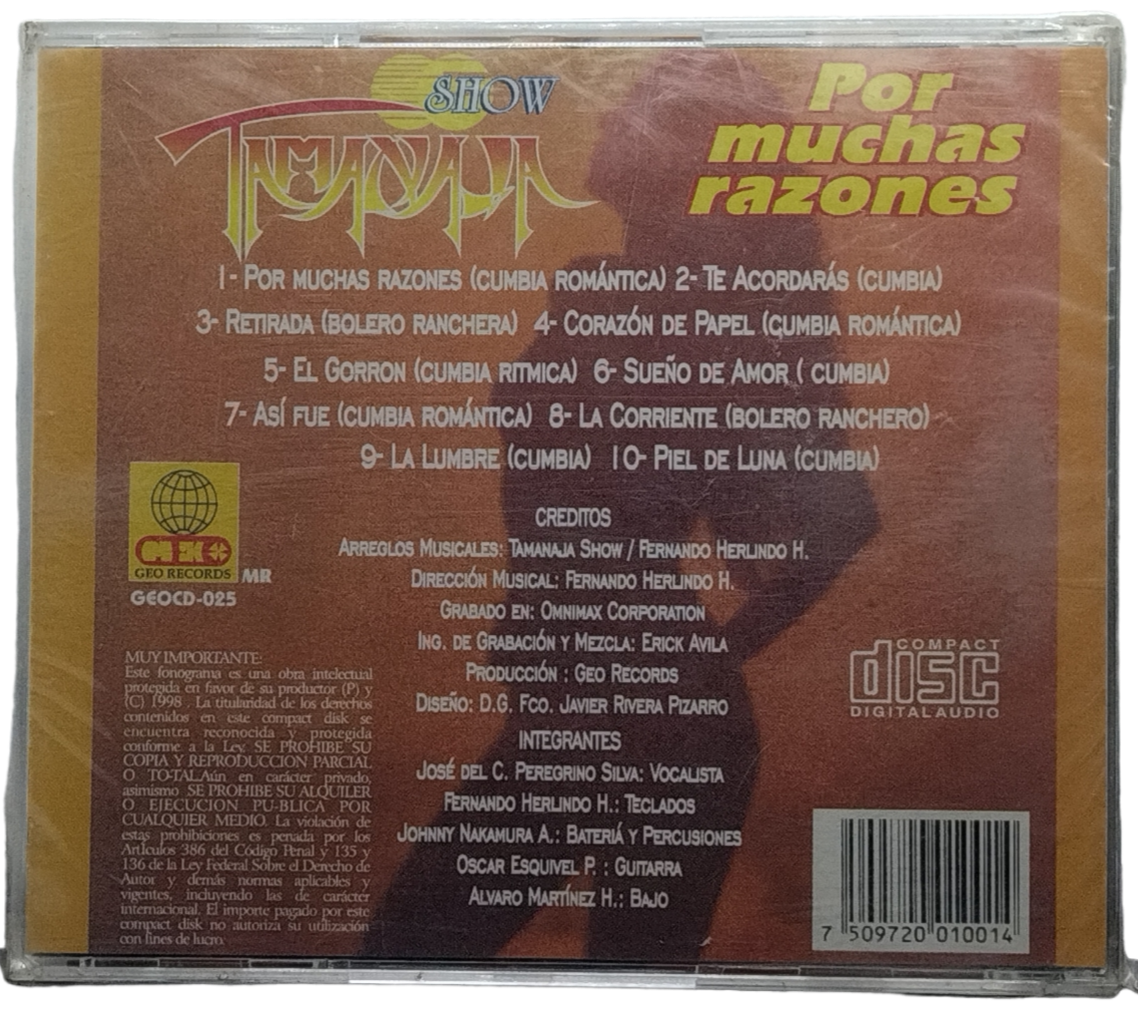 SHOW
TAMANAJA
Por
muchas
razones
1- POR MUCHAS RAZONES (CUMBIA ROMÁNTICA) 2- TE ACORDARÁS (CUMBIA)
3- RETIRADA (BOLERO RANCHERA) 4- CORAZÓN DE PAPEL (CUMBIA ROMÁNTICA)
5- EL GORRON (CUMBIA RITMICA) 6- SUEÑO DE AMOR ( CUMBIA)
7- ASÍ FUE (CUMBIA ROMÁNTICA) 8- LA CORRIENTE (BOLERO RANCHERO)
9- LA LUMBRE (CUMBIA) 10- PIEL DE LUNA (CUMBIA)
GEO RECORDS MR
GEOCD-025
CREDITOS
ARREGLOS MUSICALES: TAMANAJA SHOW / FERNANDO HERLINDO H.
DIRECCIÓN MUSICAL: FERNANDO HERLINDO H.
GRABADO EN: OMNIMAX CORPORATION
ING. DE GRABACIÓN Y MEZCLA: ERICK AVILA
PRODUCCIÓN : GEO RECORDS
DISEÑO: D.G. FCO. JAVIER RIVERA PIZARRO
INTEGRANTES
JOSÉ DEL C. PEREGRINO SILVA: VOCALISTA
FERNANDO HERLINDO H.: TECLADOS
JOHNNY NAKAMURA A.: BATERIÁ Y PERCUSIONES
OSCAR ESQUIVEL P. : GUITARRA
ALVARO MARTÍNEZ H.: BAJO
MUY IMPORTANTE:
Este fonograma es una obra intelectual
protegida en favor de su productor (P) y
(C) 1998 . La titularidad de los derechos
contenidos en este compact disk se
encuentra reconocida y protegida
conforme a la Ley. SE PROHIBE SU
COPIA Y REPRODUCCION PARCIAL
O TO-TALAún en carácter privado,
asimismo SE PROHIBE SU ALQUILER
O EJECUCION PU-BLICA POR
CUALQUIER MEDIO. La violación de
estas prohibiciones es penada por los
Artículos 386 del Código Penal y 135 y
136 de la Ley Federal Sobre el Derecho de
Autor y demás normas aplicables y
vigentes, incluyendo las de carácter
internacional. El importe pagado por este
compact disk no autoriza su utilización
con fines de lucro.
COMPACT
disc
DIGITAL AUDIO
7 509720 010014